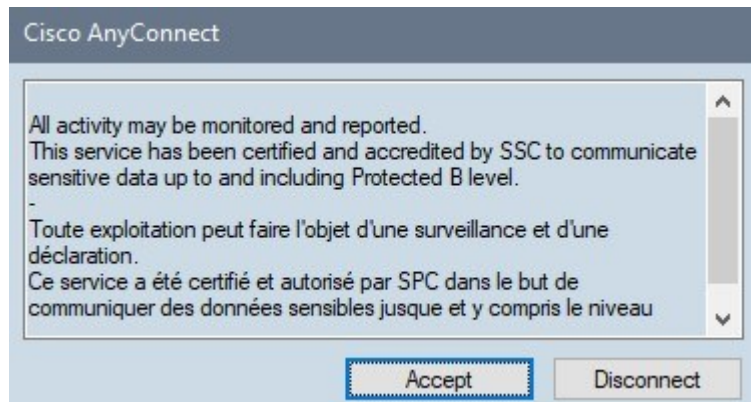 Cisco AnyConnect
All activity may be monitored and reported.
This service has been certified and accredited by SSC to communicate
sensitive data up to and including Protected B level.
-
Toute exploitation peut faire l'objet d'une surveillance et d'une
déclaration.
Ce service a été certifié et autorisé par SPC dans le but de
communiquer des données sensibles jusque et y compris le niveau
Accept
Disconnect